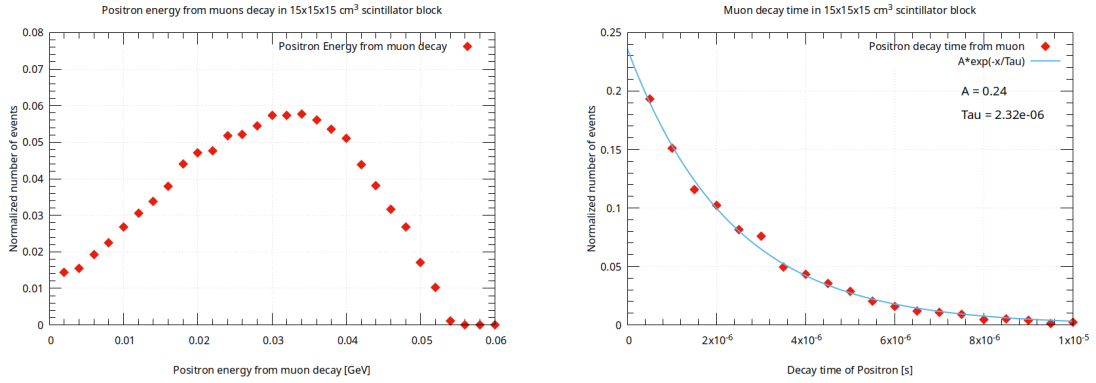 Positron energy from muons decay in 15x15x15 cm³ scintillator block
0.08
0.07
0.06
0.05
0.04
0.03
0.02
0.01
0
Normalized number of events
Positron Energy from muon decay
0
0.01
0.02
0.03
0.04
0.05
0.06
Positron energy from muon decay [GeV]
Muon decay time in 15x15x15 cm³ scintillator block
0.25
0.2
0.15
0.1
0.05
0
Normalized number of events
Positron decay time from muon
A*exp(-x/Tau)
A = 0.24
Tau = 2.32e-06
0
2x10⁻⁶
4x10⁻⁶
6x10⁻⁶
8x10⁻⁶
1x10⁻⁵
Decay time of Positron [s]